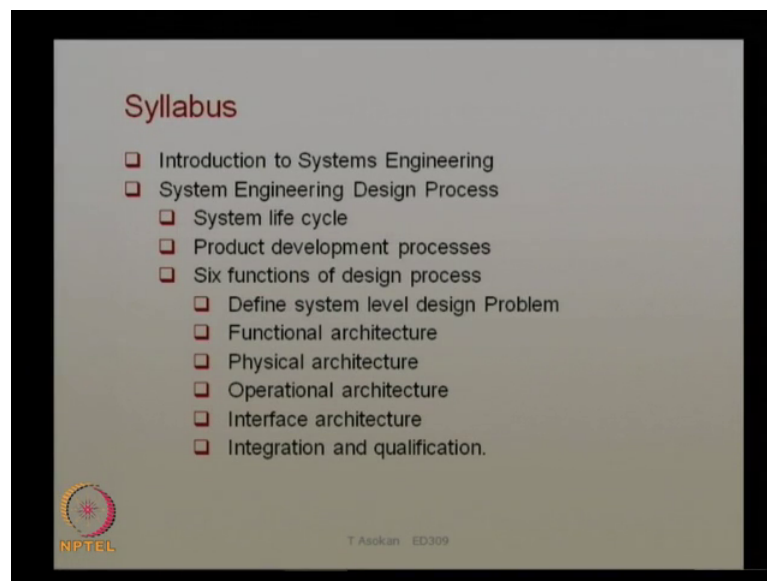 Syllabus
Introduction to Systems Engineering
System Engineering Design Process
System life cycle
Product development processes
Six functions of design process
Define system level design Problem
Functional architecture
Physical architecture
Operational architecture
Interface architecture
Integration and qualification.
NPTEL
T Asokan ED309